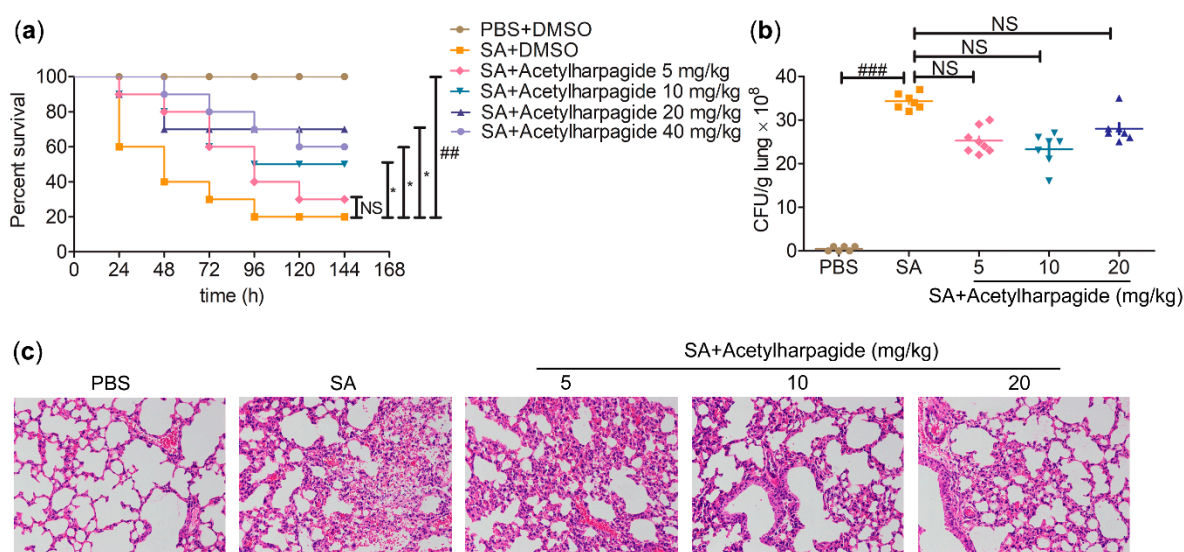 (a)
PBS+DMSO
SA+DMSO
SA+Acetylharpagide 5 mg/kg
SA+Acetylharpagide 10 mg/kg
SA+Acetylharpagide 20 mg/kg
SA+Acetylharpagide 40 mg/kg
Percent survival
100
80
60
40
20
0 24 48 72 96 120 144 168
time (h)
NS
*
*
*
##
(b)
NS
NS
### NS
CFU/g lung × 10⁸
40
30
20
10
0
PBS SA 5 10 20
SA+Acetylharpagide (mg/kg)
(c)
SA+Acetylharpagide (mg/kg)
PBS SA 5 10 20